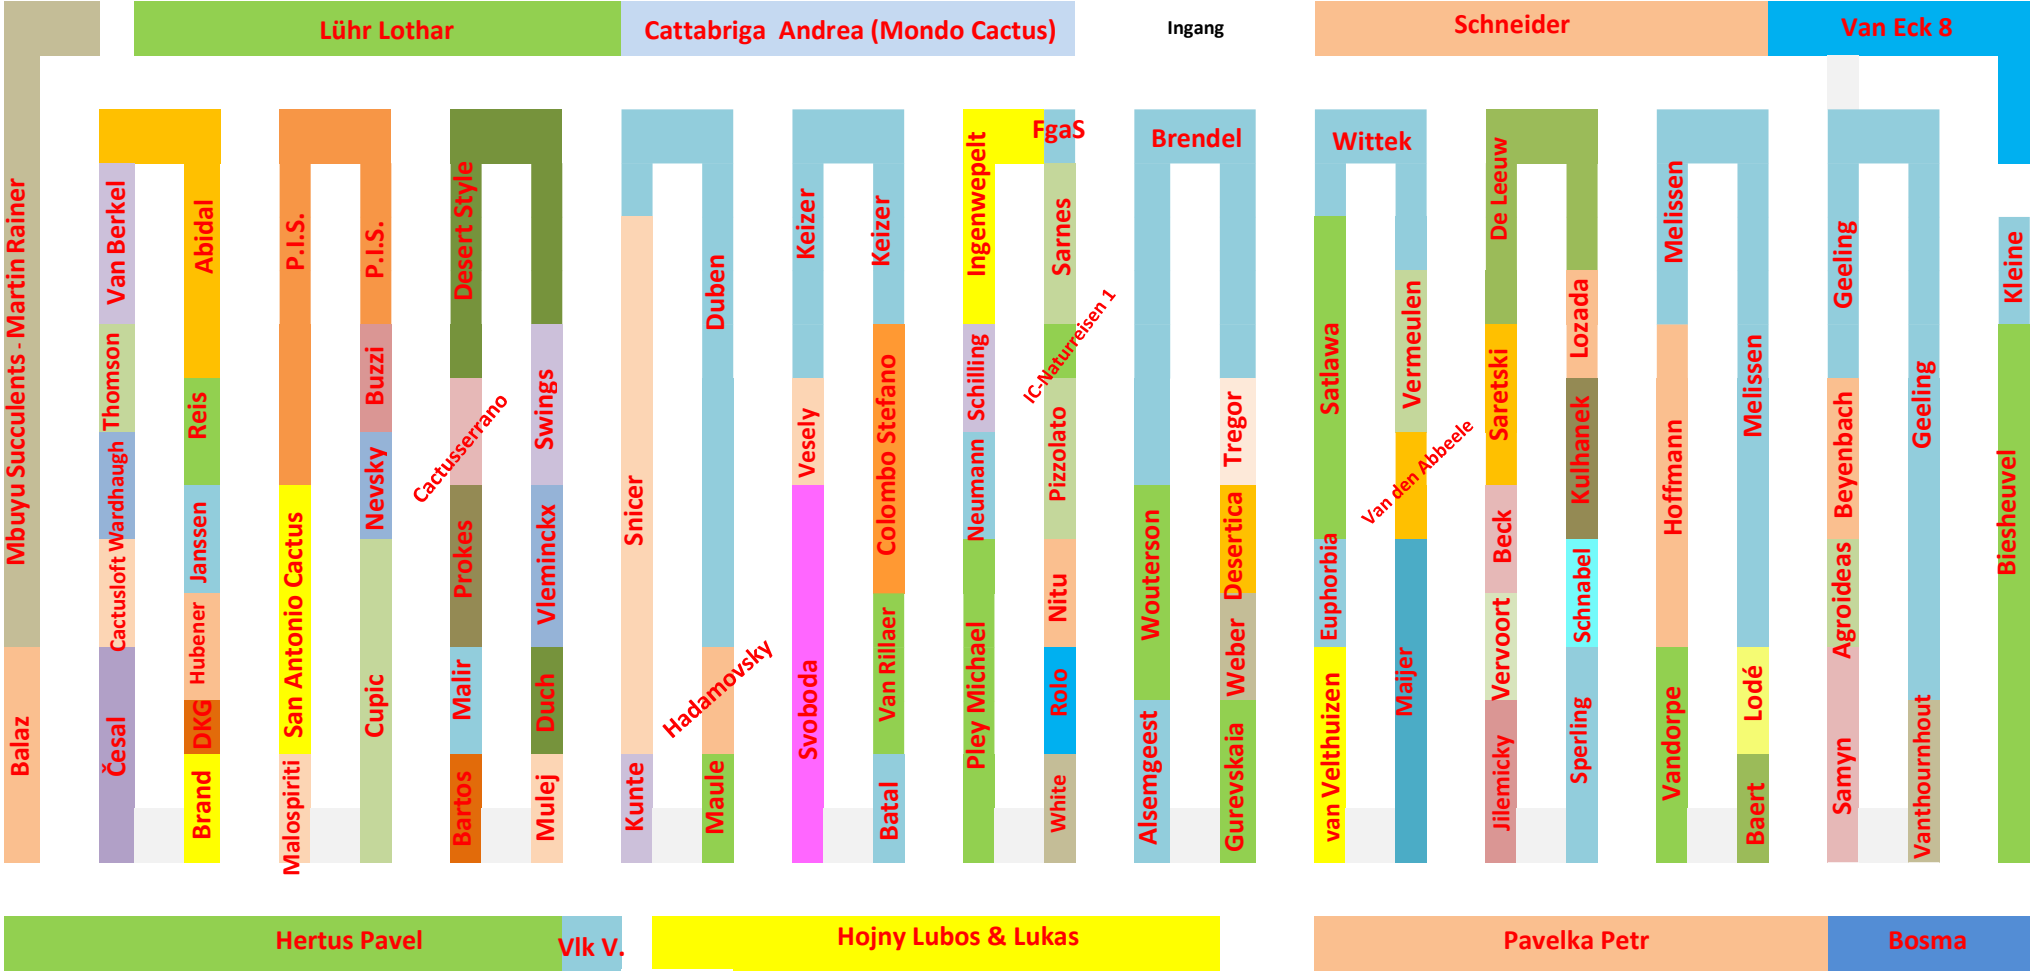 Lühr Lothar
Cattabriga Andrea (Mondo Cactus)
Ingang
Schneider
Van Eck 8
Mbuyu Succulents - Martin Rainer
Balaz
Van Berkel
Thomson
Wardhaugh
Cactusloft
Česal
Abidal
Reis
Janssen
Hubener
DKG
Brand
P.I.S.
San Antonio Cactus
Malospiriti
P.I.S.
Buzzi
Nevsky
Cupic
Desert Style
Cactusserrano
Prokes
Malir
Bartos
Swings
Vleminckx
Duch
Mulej
Snicer
Kunte
Duben
Hadamovsky
Maule
Keizer
Vesely
Svoboda
Keizer
Colombo Stefano
Van Rillaer
Batal
Ingenwepelt
Schilling
Neumann
Pley Michael
FgaS
Sarnes
IC-Naturreisen 1
Pizzolato
Nitu
Rolo
White
Brendel
Wouterson
Alsemgeest
Tregor
Desertica
Weber
Gurevskaia
Wittek
Satlawa
Euphorbia
van Velthuizen
Vermeulen
Van den Abbeele
Maijer
De Leeuw
Saretski
Beck
Vervoort
Jilemicky
Lozada
Kulhanek
Schnabel
Sperling
Melissen
Hoffmann
Vandorpe
Melissen
Lodé
Baert
Geeling
Beyenbach
Agroideas
Samyn
Geeling
Vanthournhout
Kleine
Biesheuvel
Hertus Pavel
Vlk V.
Hojny Lubos & Lukas
Pavelka Petr
Bosma